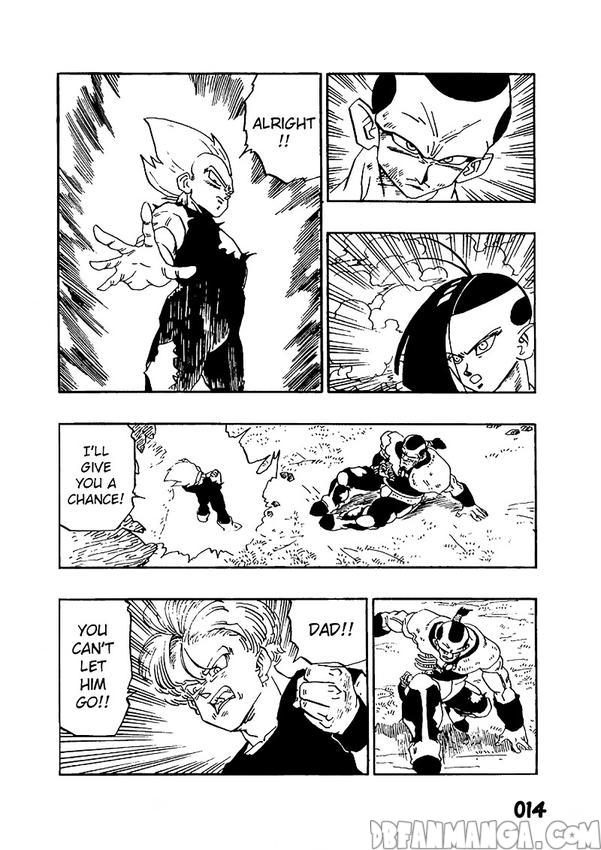 ALRIGHT
!!
I'LL
GIVE
YOU A
CHANCE!
DAD!!
YOU
CAN'T
LET
HIM
GO!!
014
DBFANMANGA.COM